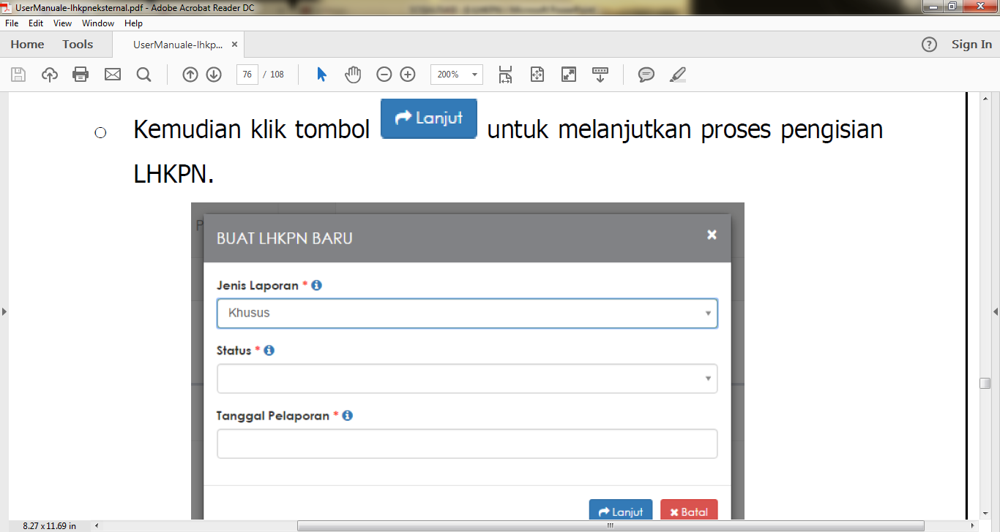 UserManuale-lhkpneksternal.pdf - Adobe Acrobat Reader DC
File Edit View Window Help
Home Tools UserManuale-lhkp... × ? Sign In
76 / 108 200%
Kemudian klik tombol Lanjut untuk melanjutkan proses pengisian
LHKPN.
BUAT LHKPN BARU
Jenis Laporan *
Khusus
Status *
Tanggal Pelaporan *
Lanjut Batal
8.27 x 11.69 in